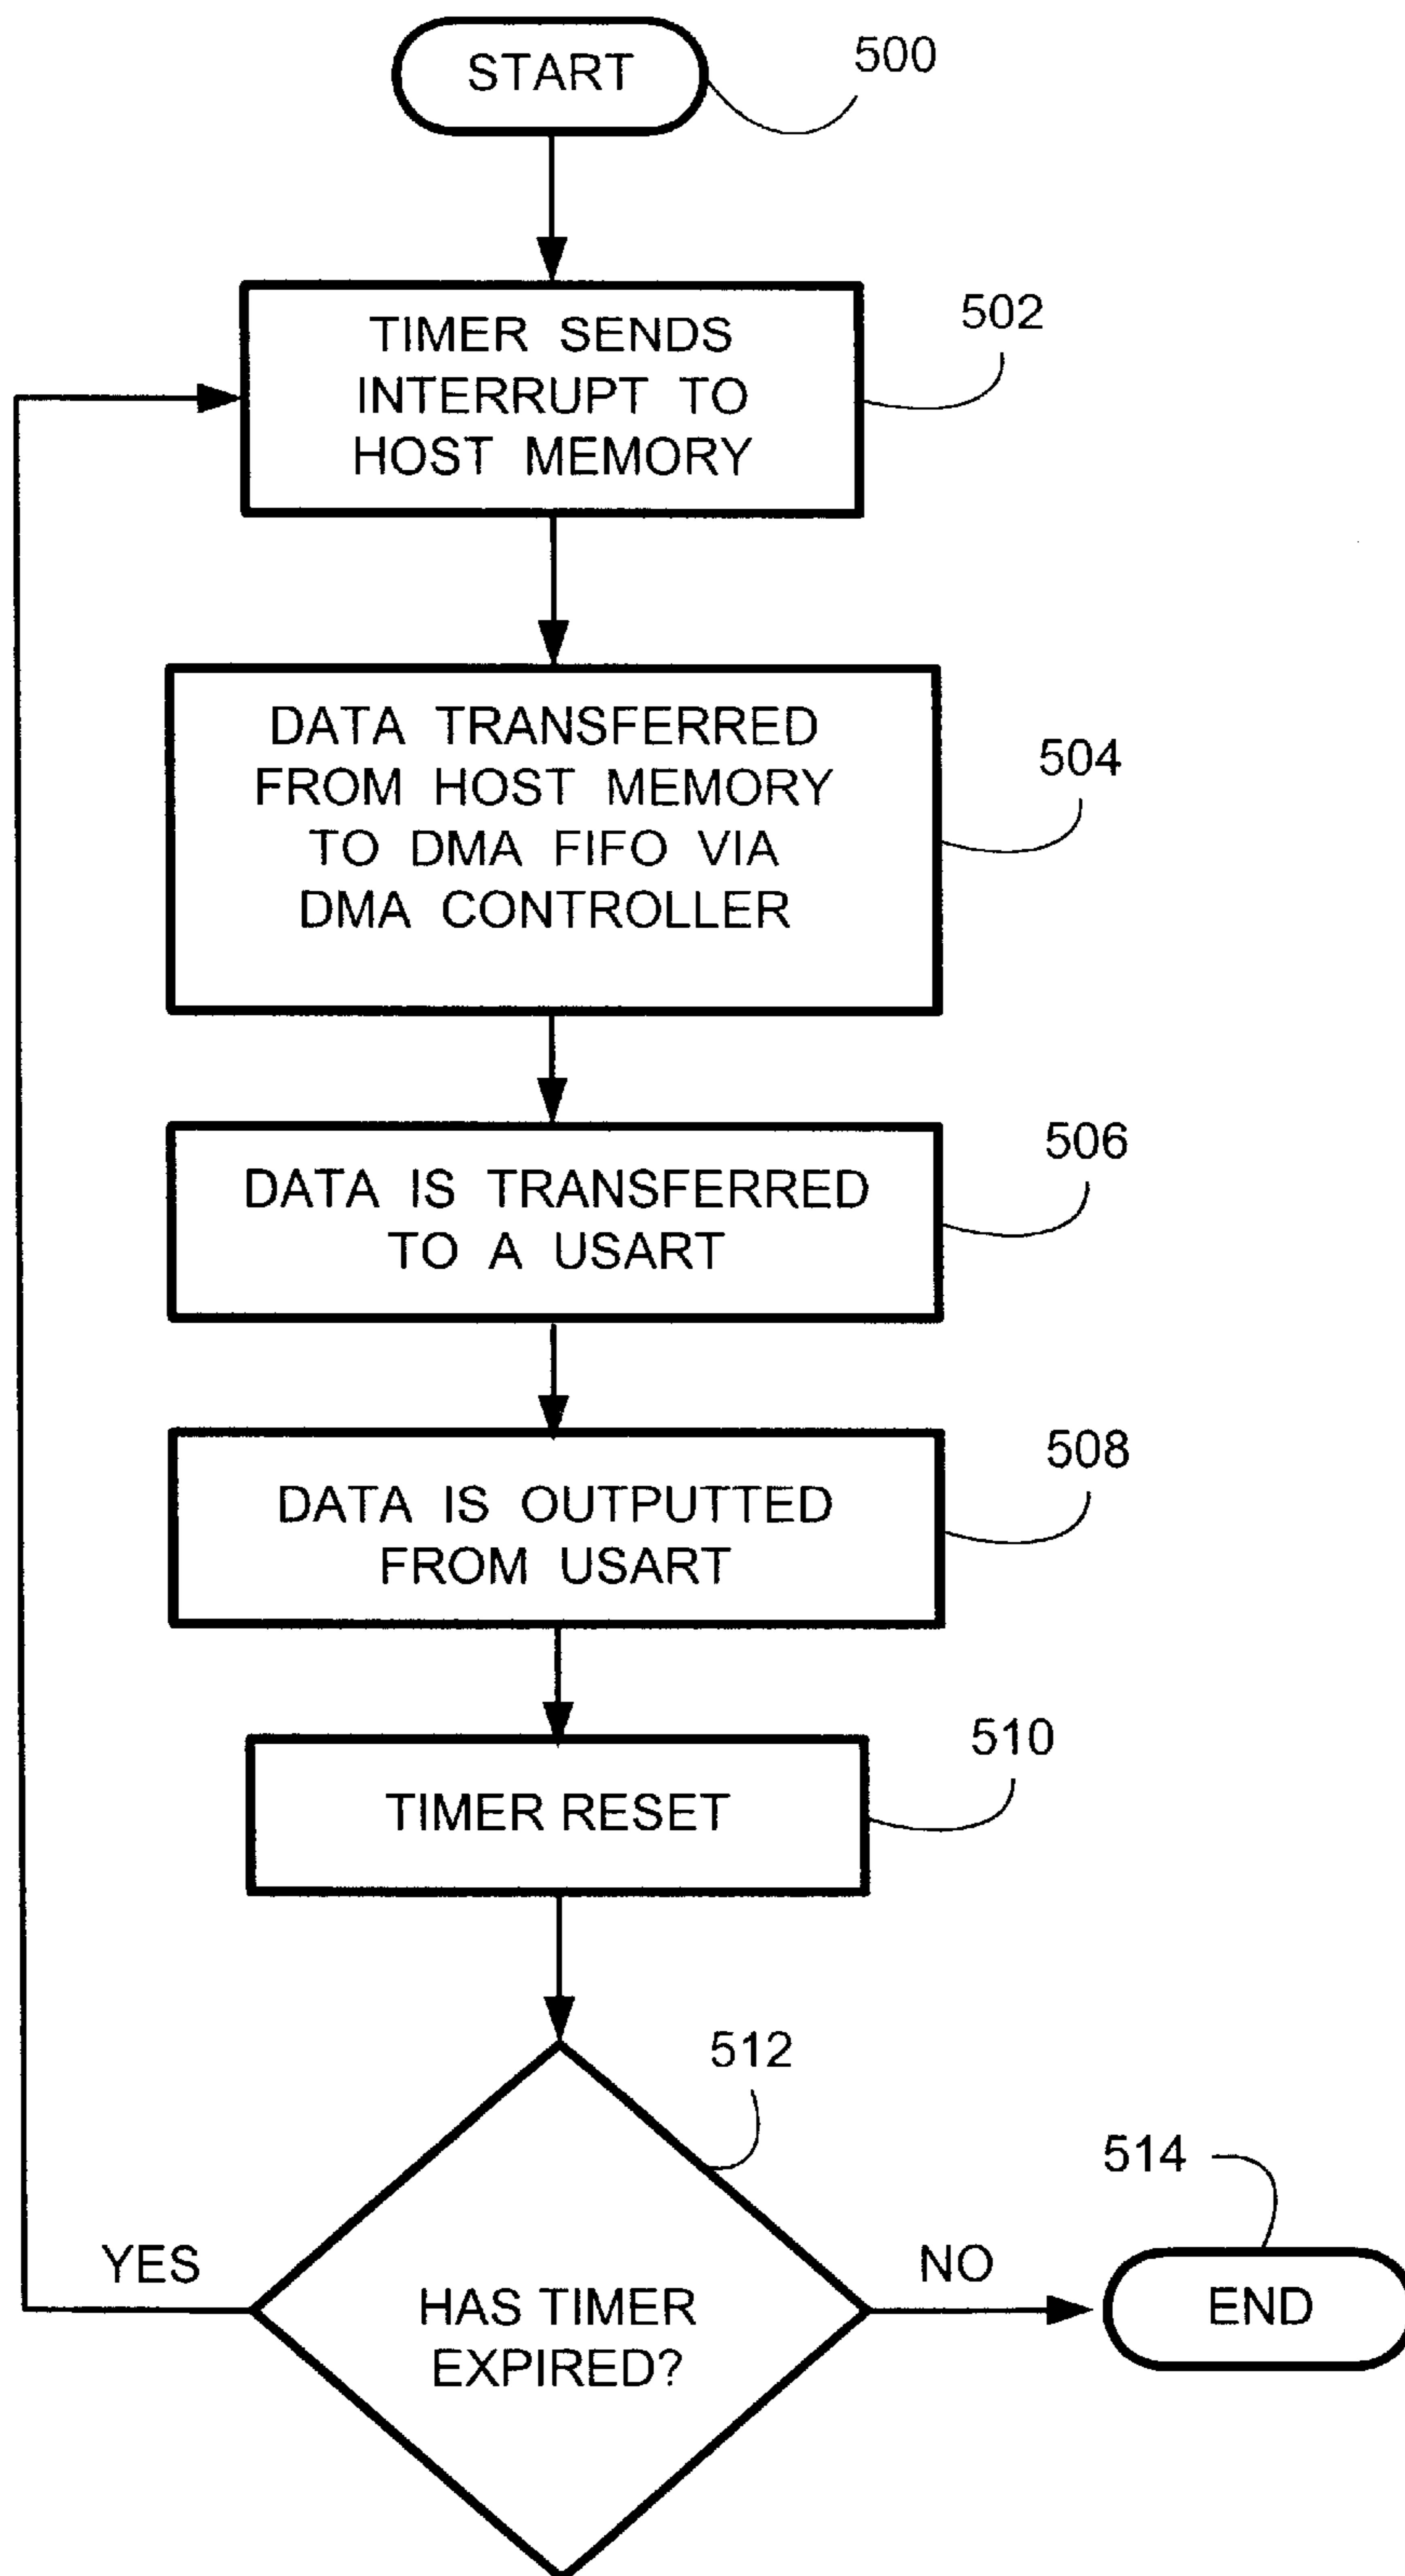 START
500
TIMER SENDS
INTERRUPT TO
HOST MEMORY
502
DATA TRANSFERRED
FROM HOST MEMORY
TO DMA FIFO VIA
DMA CONTROLLER
504
DATA IS TRANSFERRED
TO A USART
506
DATA IS OUTPUTTED
FROM USART
508
TIMER RESET
510
512
HAS TIMER
EXPIRED?
YES
NO
514
END